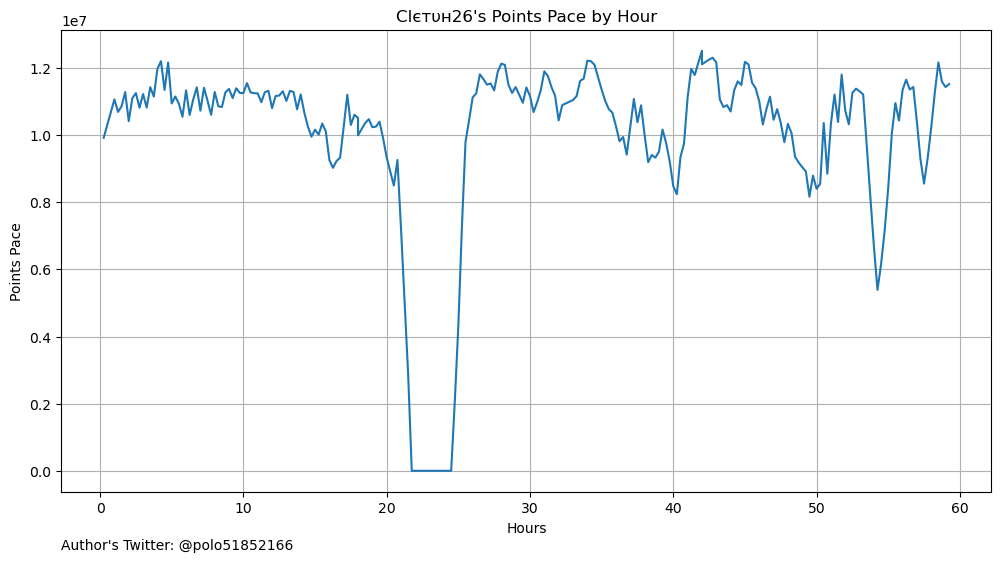 Clєтυн26's Points Pace by Hour
1e7
1.2
1.0
0.8
0.6
0.4
0.2
0.0
Points Pace
0 10 20 30 40 50 60
Hours
Author's Twitter: @polo51852166